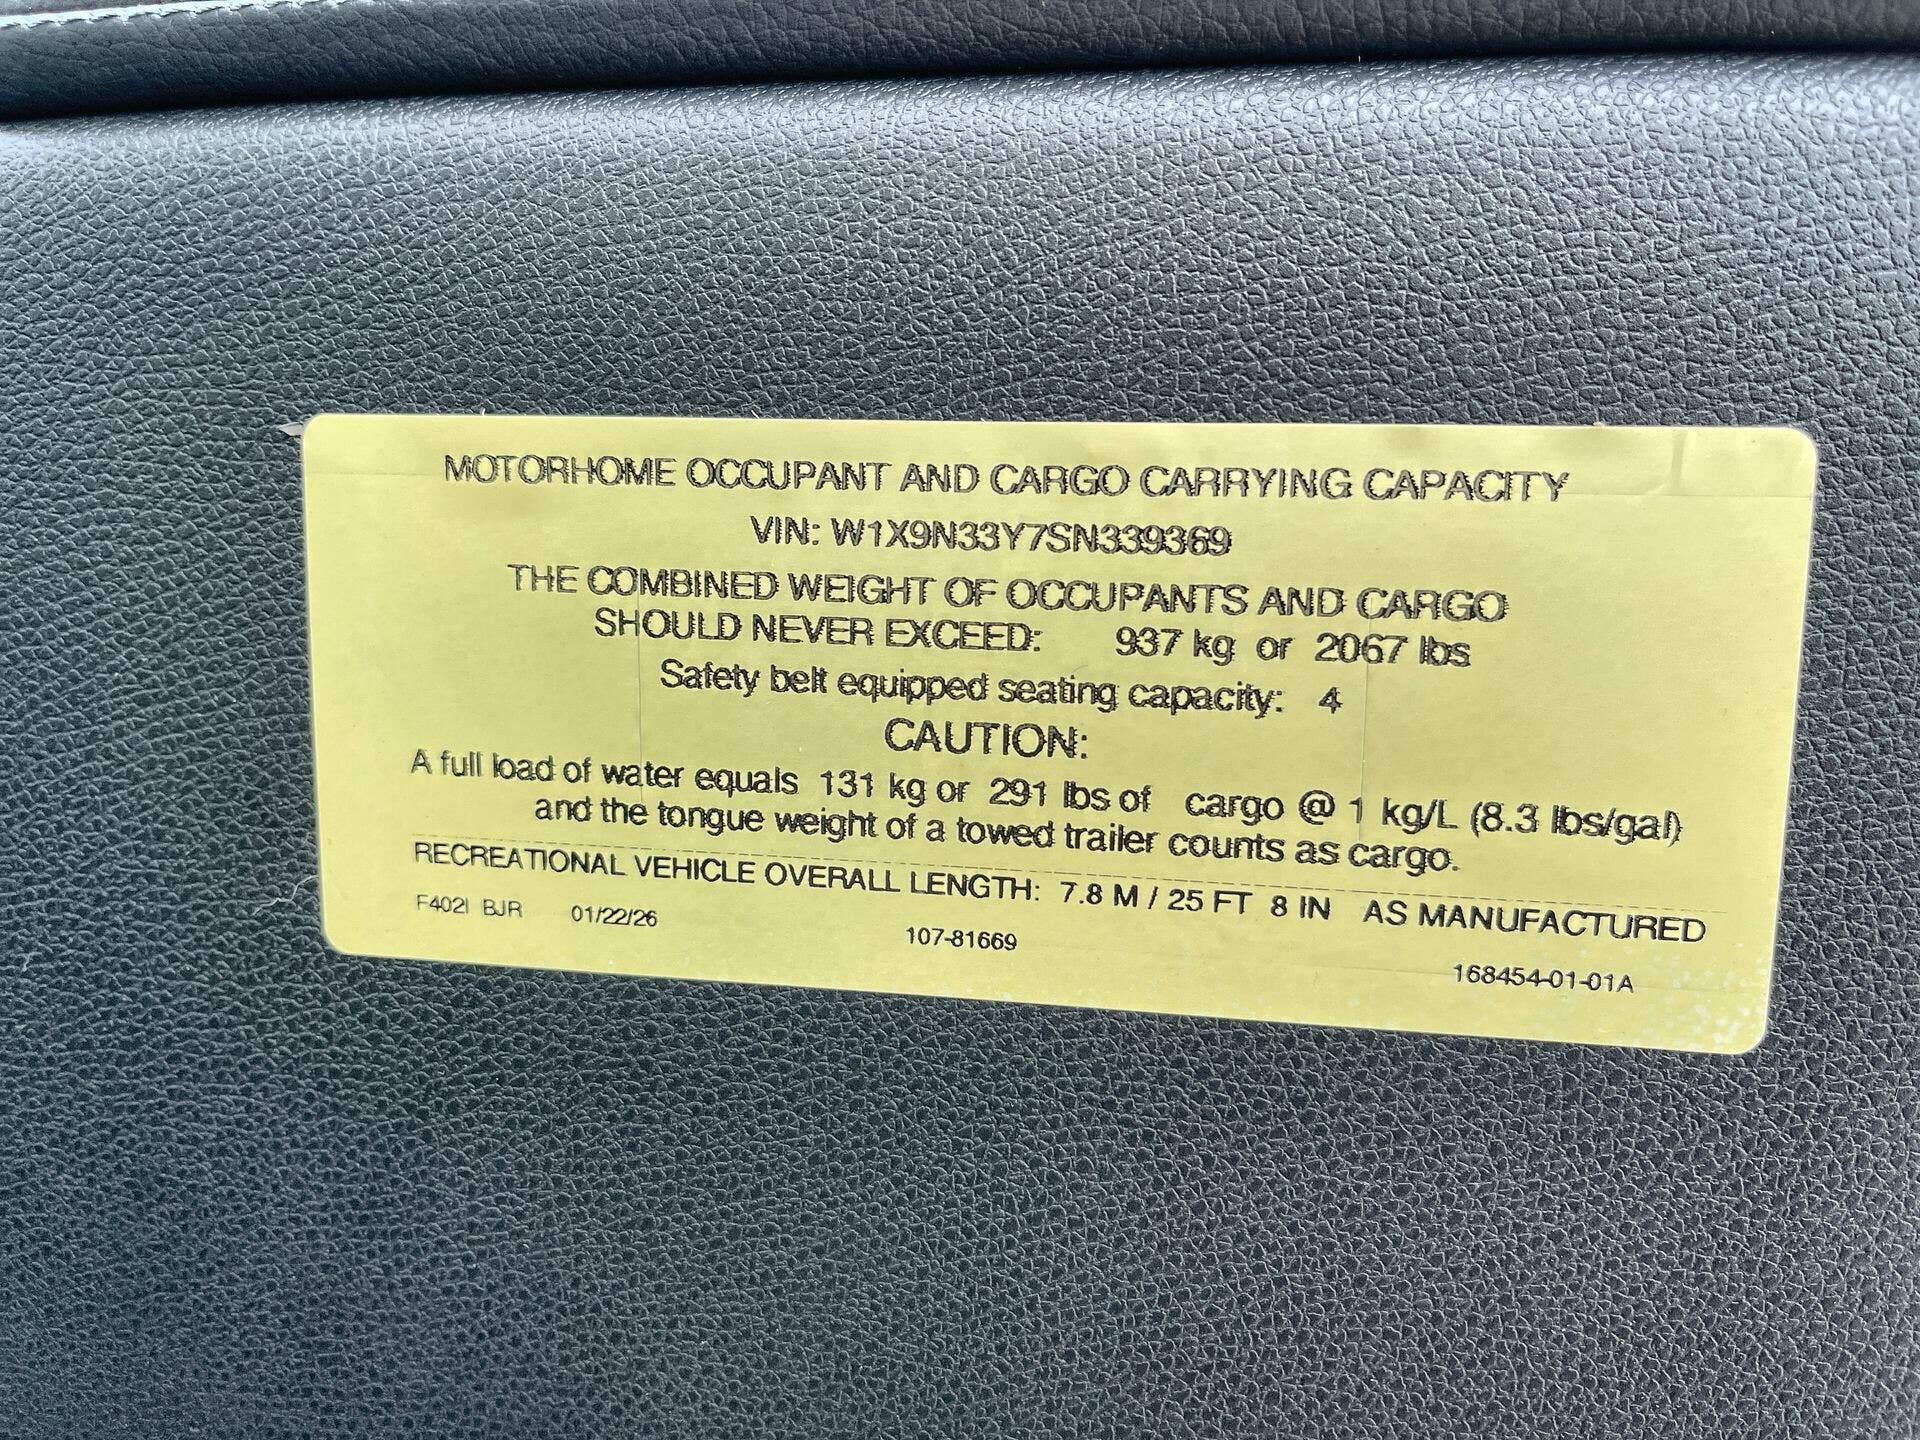 MOTORHOME OCCUPANT AND CARGO CARRYING CAPACITY
VIN: W1X9N33Y7SN339369
THE COMBINED WEIGHT OF OCCUPANTS AND CARGO
SHOULD NEVER EXCEED: 937 kg or 2067 lbs
Safety belt equipped seating capacity: 4
CAUTION:
A full load of water equals 131 kg or 291 lbs of cargo @ 1 kg/L (8.3 lbs/gal)
and the tongue weight of a towed trailer counts as cargo.
RECREATIONAL VEHICLE OVERALL LENGTH: 7.8 M / 25 FT 8 IN AS MANUFACTURED
F402I BJR 01/22/26 107-81669 168454-01-01A